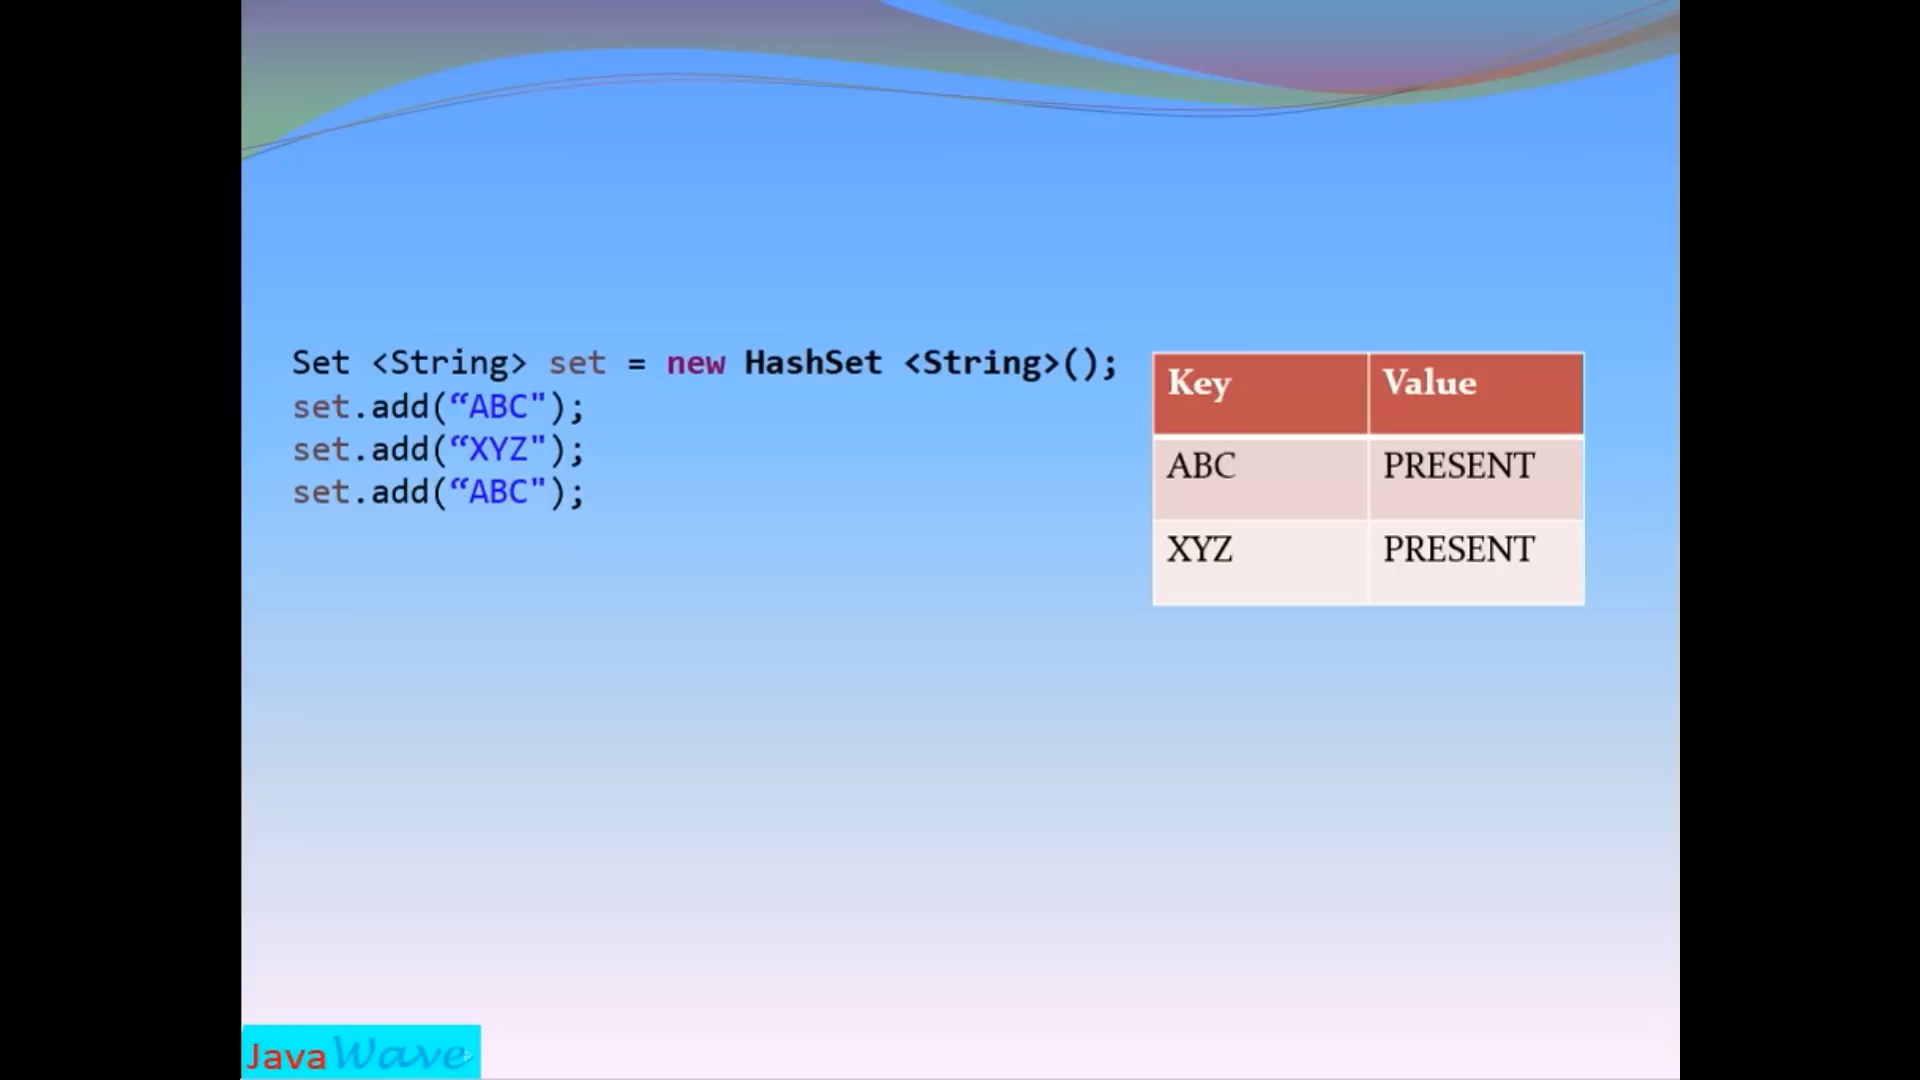 Set <String> set = new HashSet <String>();
set.add(“ABC");
set.add(“XYZ");
set.add(“ABC");
Key Value
ABC PRESENT
XYZ PRESENT
JavaWave